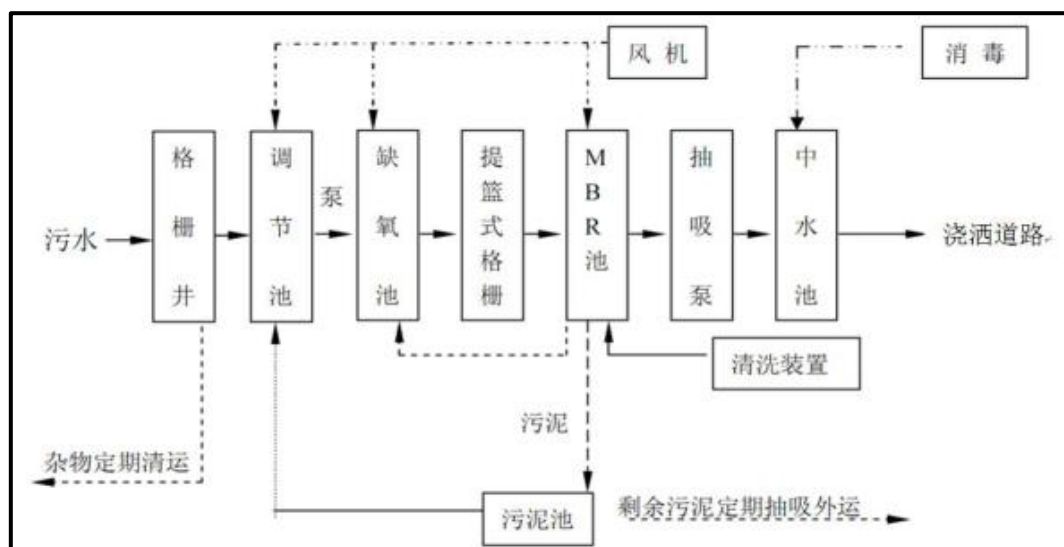 风机
消毒
格栅井
调节池
泵
缺氧池
提篮式格栅
MBR池
抽吸泵
中水池
污水
浇洒道路
清洗装置
污泥
杂物定期清运
污泥池
剩余污泥定期抽吸外运